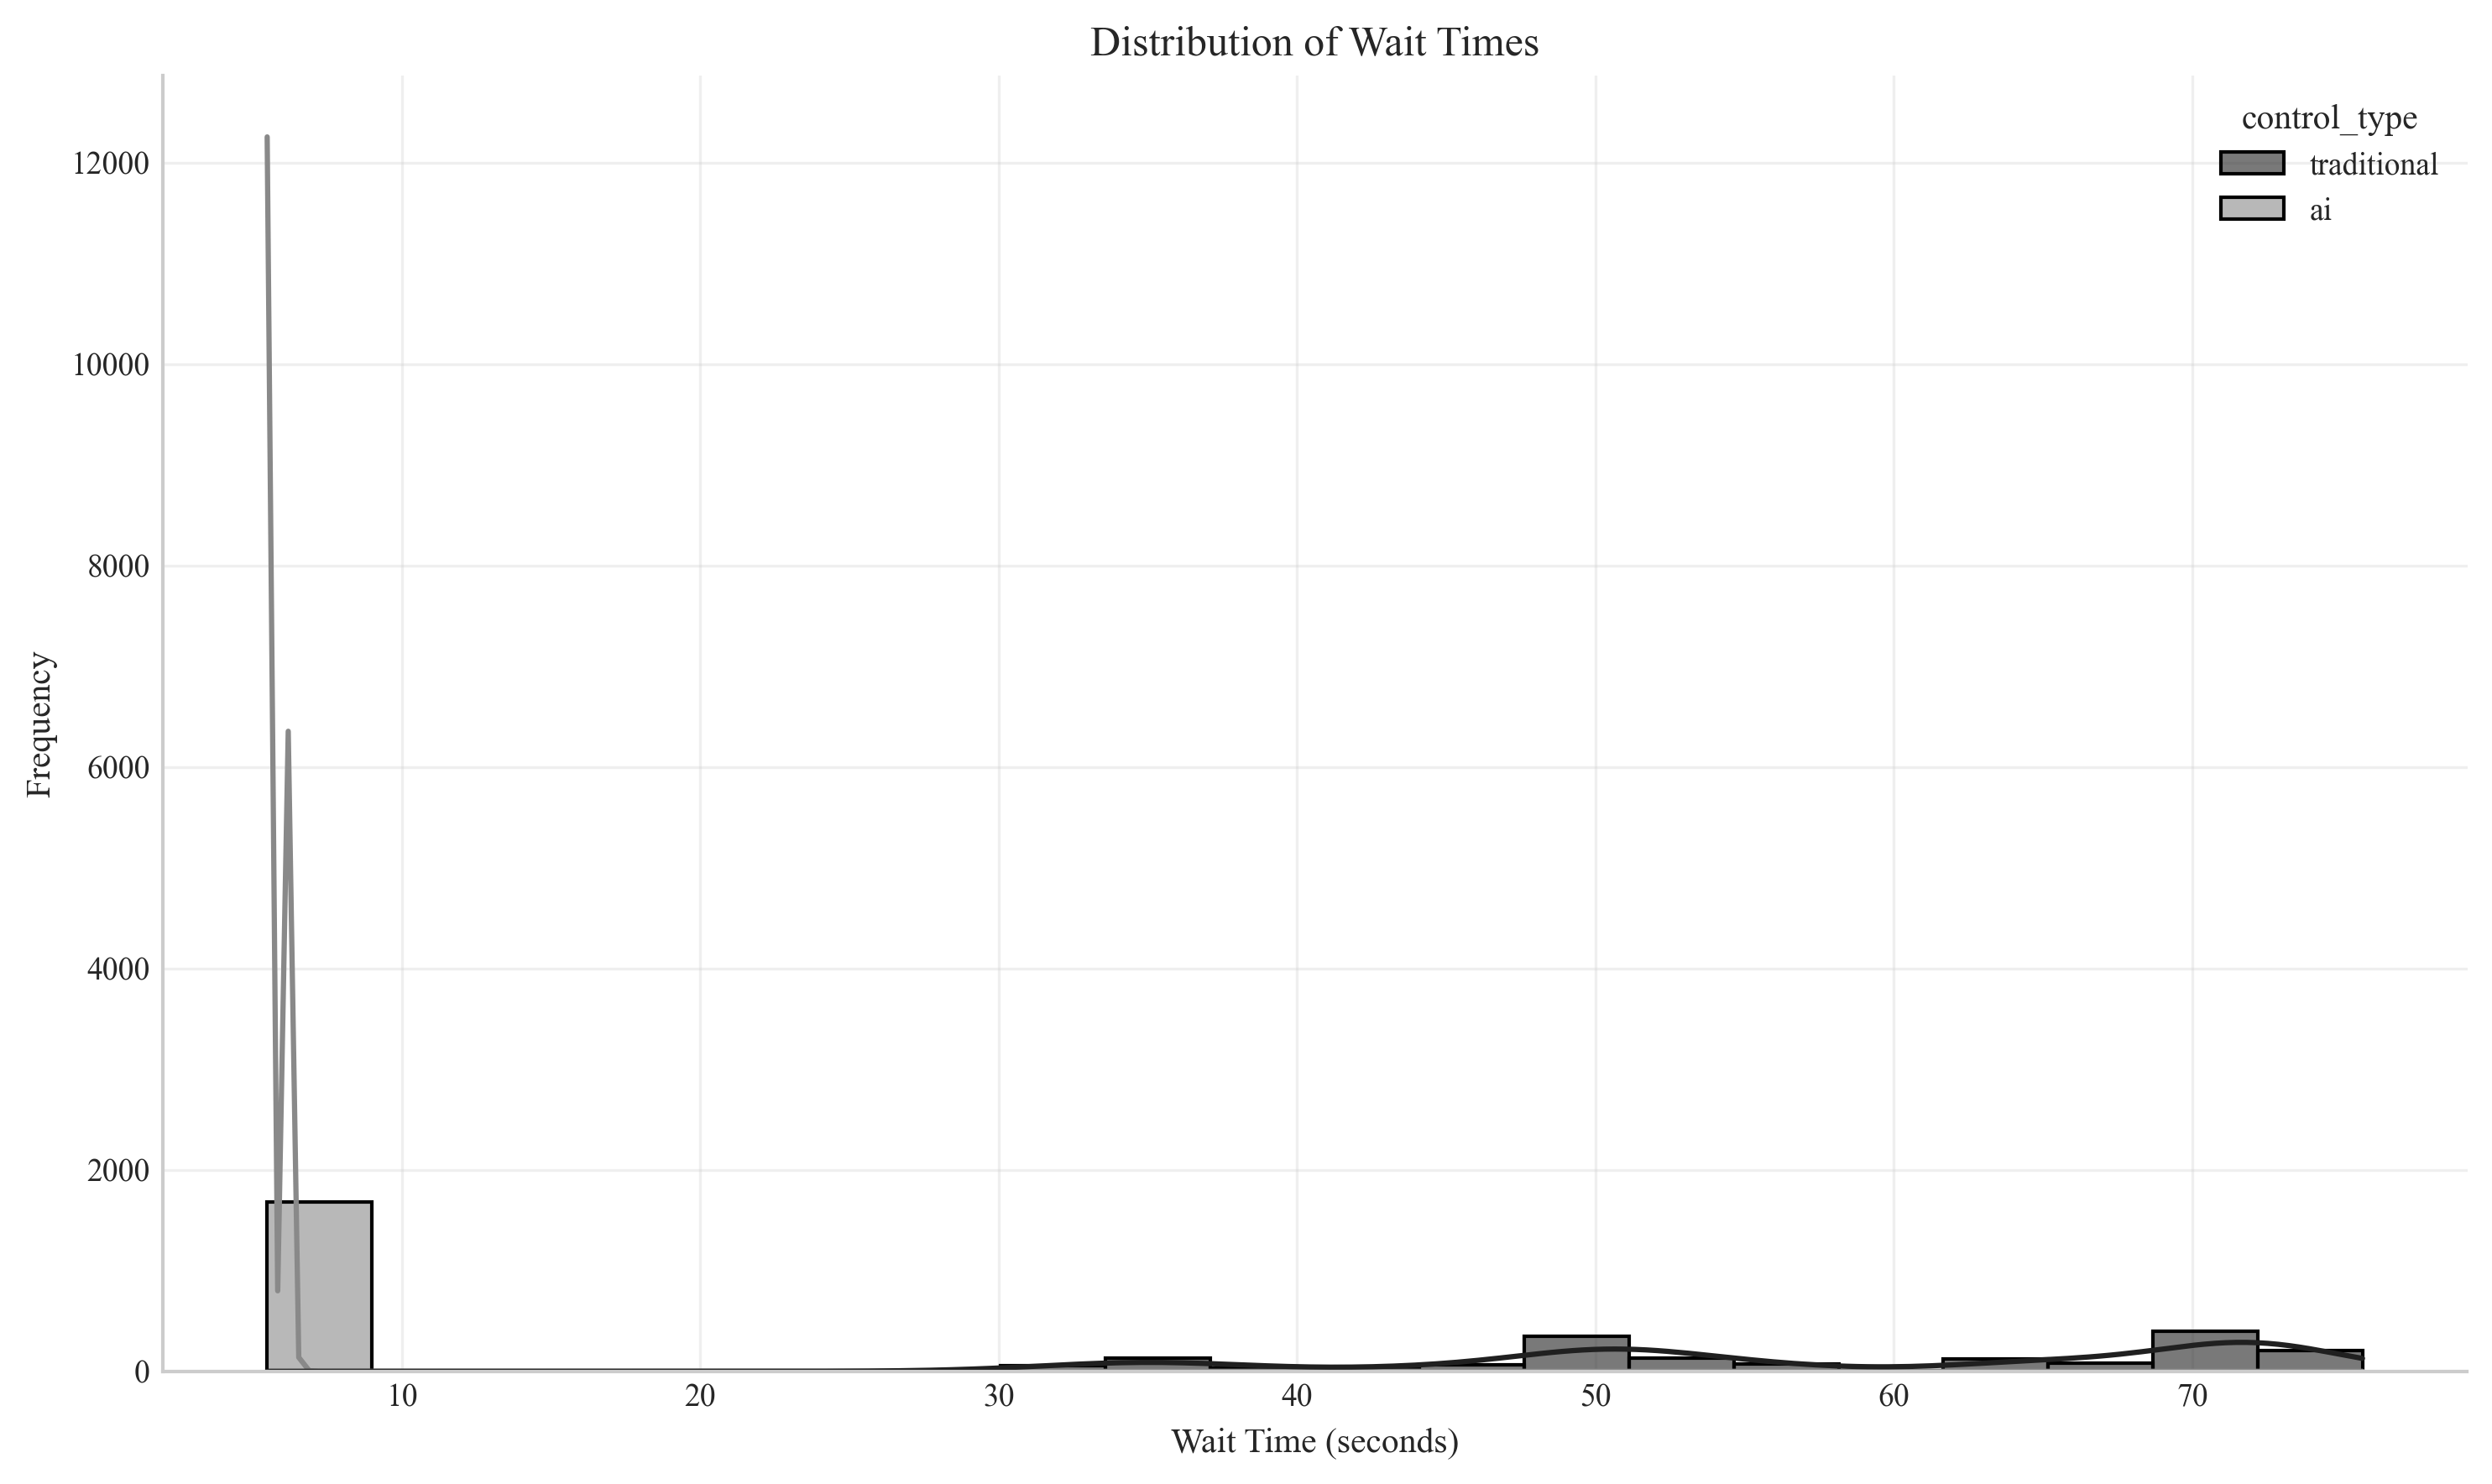 Distribution of Wait Times
control_type
traditional
ai
12000
10000
8000
6000
4000
2000
0
Frequency
10 20 30 40 50 60 70
Wait Time (seconds)